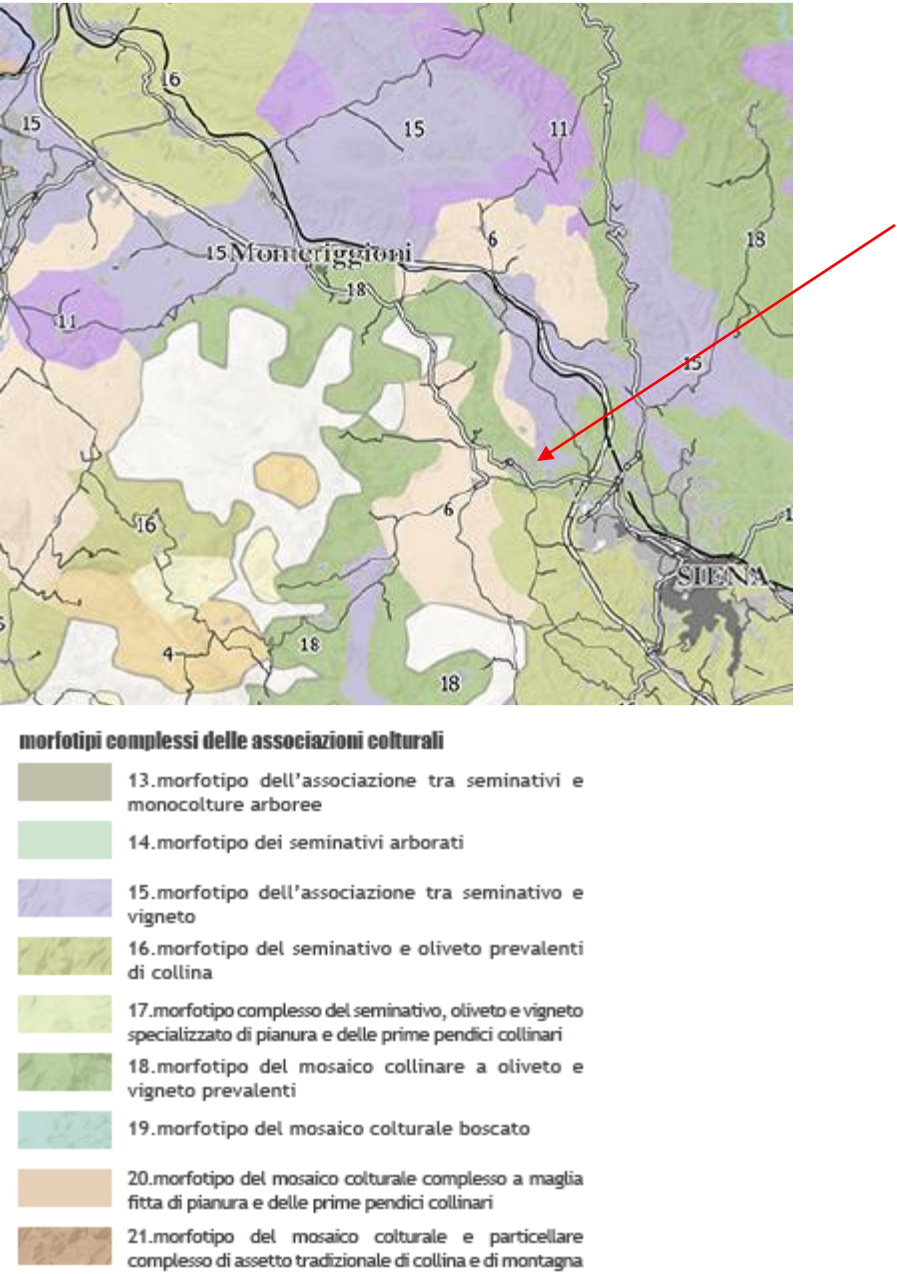 16
15
15
11
18
6
15 Monteriggioni
18
11
15
16
6
1
SIENA
18
4
18
morfotipi complessi delle associazioni colturali
13.morfotipo dell'associazione tra seminativi e
monocolture arboree
14.morfotipo dei seminativi arborati
15.morfotipo dell'associazione tra seminativo e
vigneto
16.morfotipo del seminativo e oliveto prevalenti
di collina
17.morfotipo complesso del seminativo, oliveto e vigneto
specializzato di pianura e delle prime pendici collinari
18.morfotipo del mosaico collinare a oliveto e
vigneto prevalenti
19.morfotipo del mosaico colturale boscato
20.morfotipo del mosaico colturale complesso a maglia
fitta di pianura e delle prime pendici collinari
21.morfotipo del mosaico colturale e particellare
complesso di assetto tradizionale di collina e di montagna